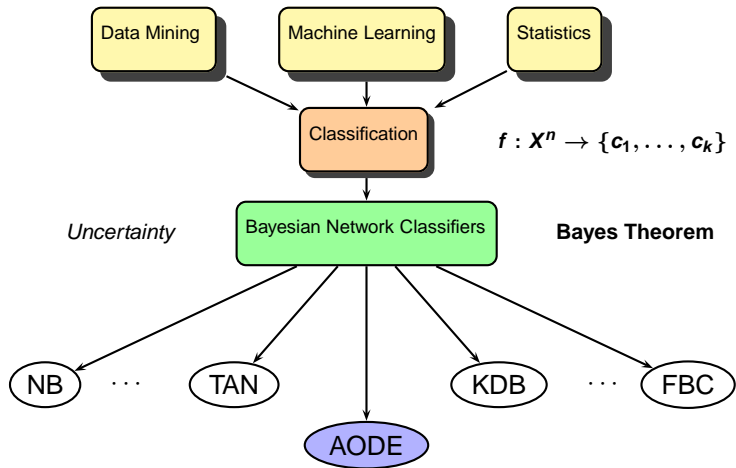 Data Mining
Machine Learning
Statistics
Classification
f : Xⁿ → {c₁, . . . , cₖ}
Uncertainty
Bayesian Network Classifiers
Bayes Theorem
NB
· · ·
TAN
KDB
· · ·
FBC
AODE